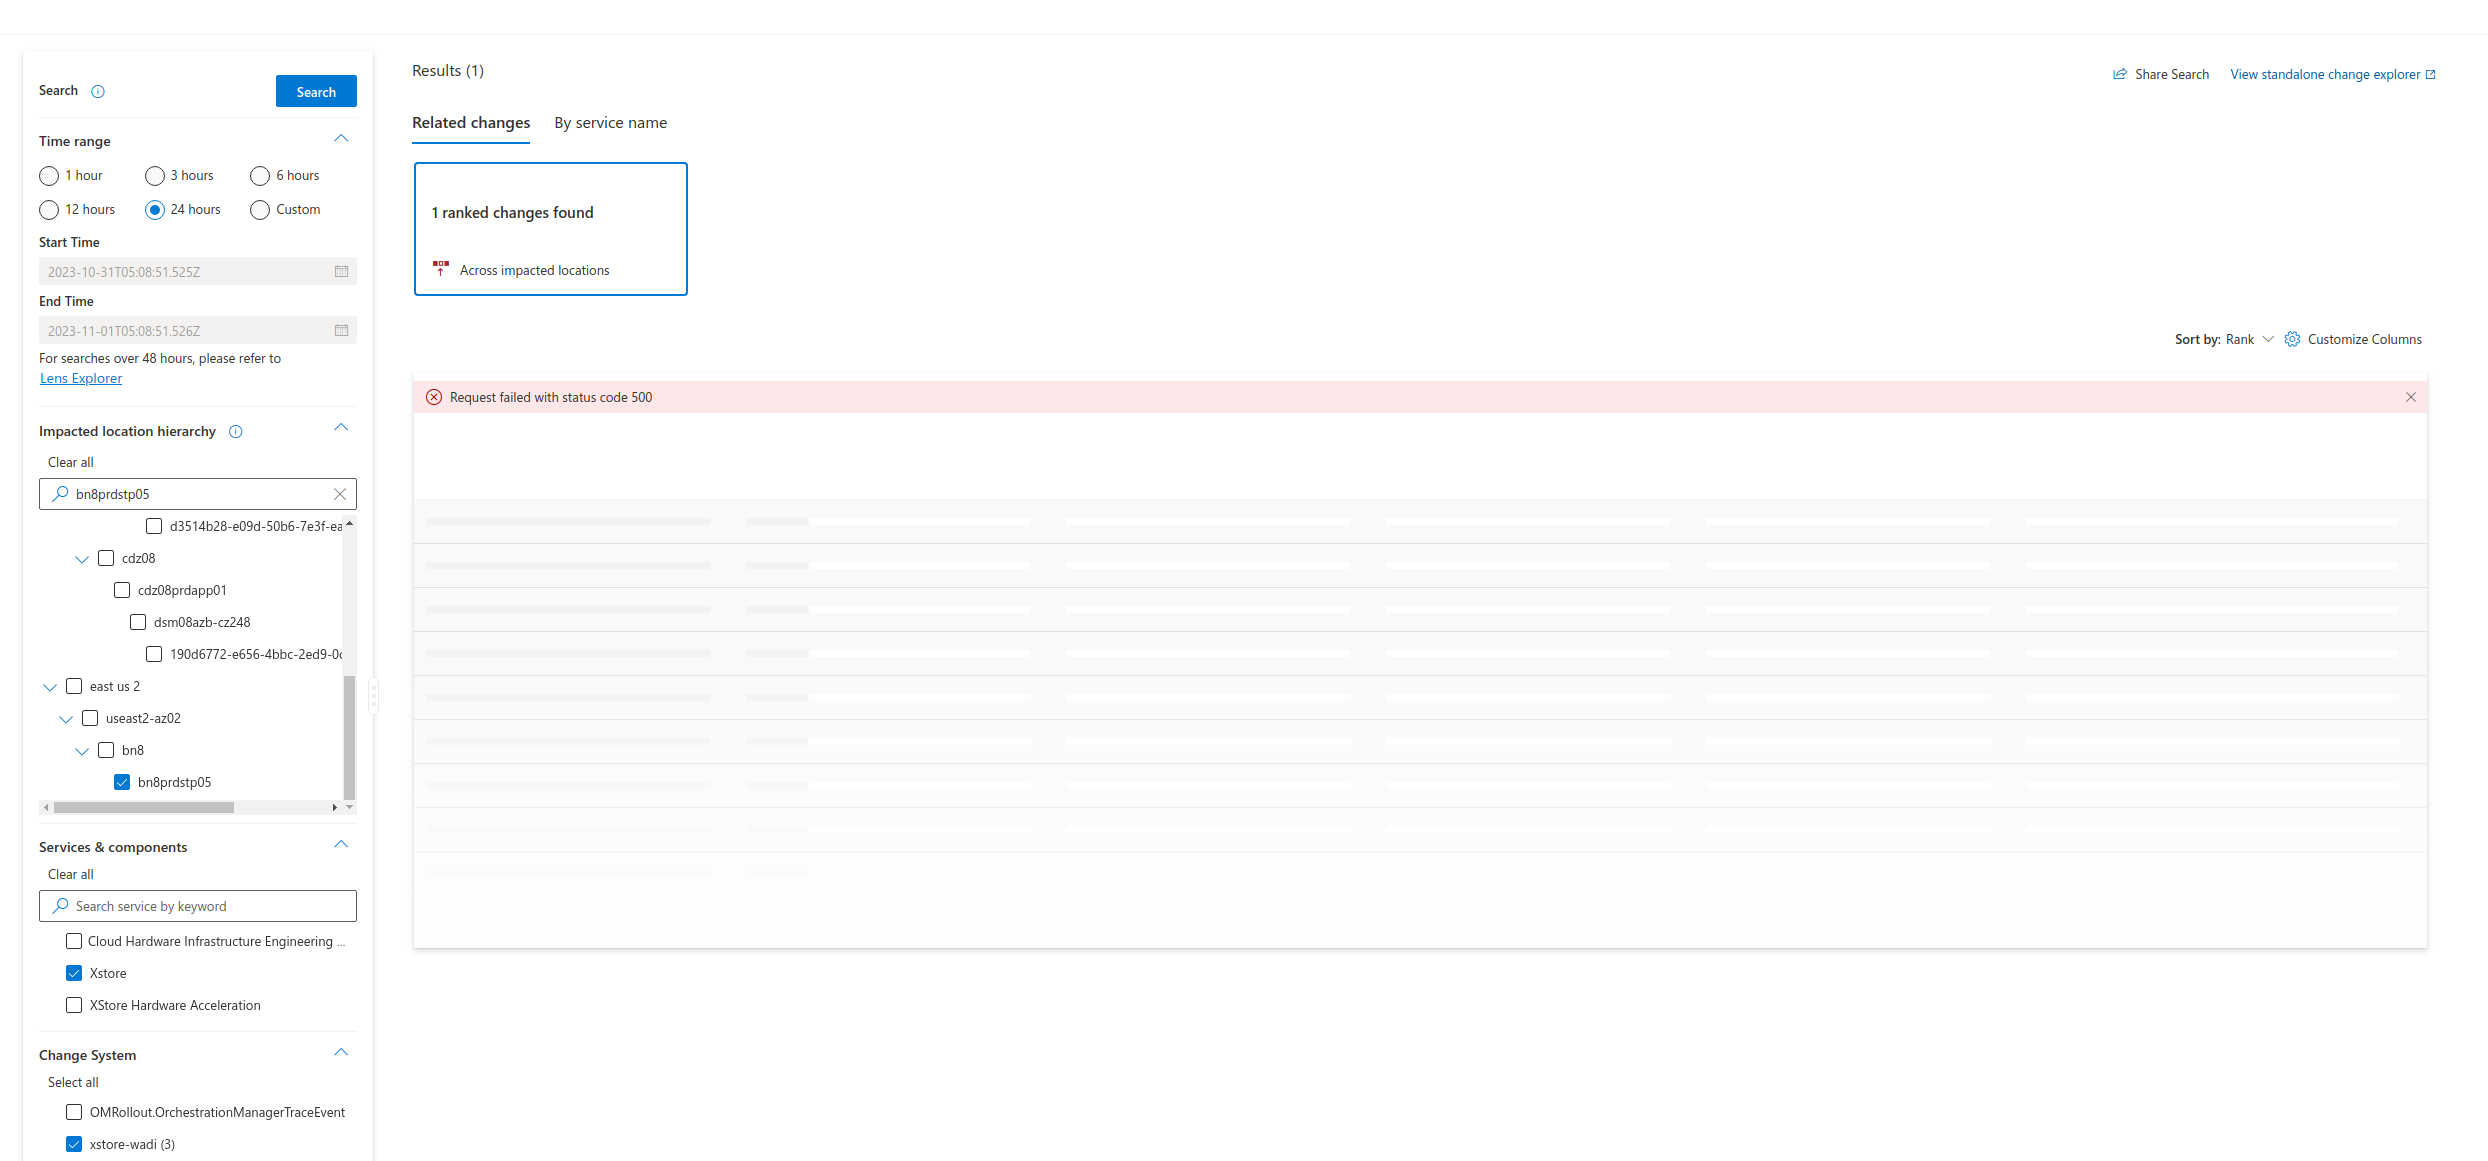 Search
Search
Time range
1 hour
3 hours
6 hours
12 hours
24 hours
Custom
Start Time
2023-10-31T05:08:51.525Z
End Time
2023-11-01T05:08:51.526Z
For searches over 48 hours, please refer to
Lens Explorer
Impacted location hierarchy
Clear all
bn8prdstp05
d3514b28-e09d-50b6-7e3f-ea
cdz08
cdz08prdapp01
dsm08azb-cz248
190d6772-e656-4bbc-2ed9-0c
east us 2
useast2-az02
bn8
bn8prdstp05
Services & components
Clear all
Search service by keyword
Cloud Hardware Infrastructure Engineering ...
Xstore
XStore Hardware Acceleration
Change System
Select all
OMRollout.OrchestrationManagerTraceEvent
xstore-wadi (3)
Results (1)
Share Search
View standalone change explorer
Related changes
By service name
1 ranked changes found
Across impacted locations
Sort by: Rank
Customize Columns
Request failed with status code 500